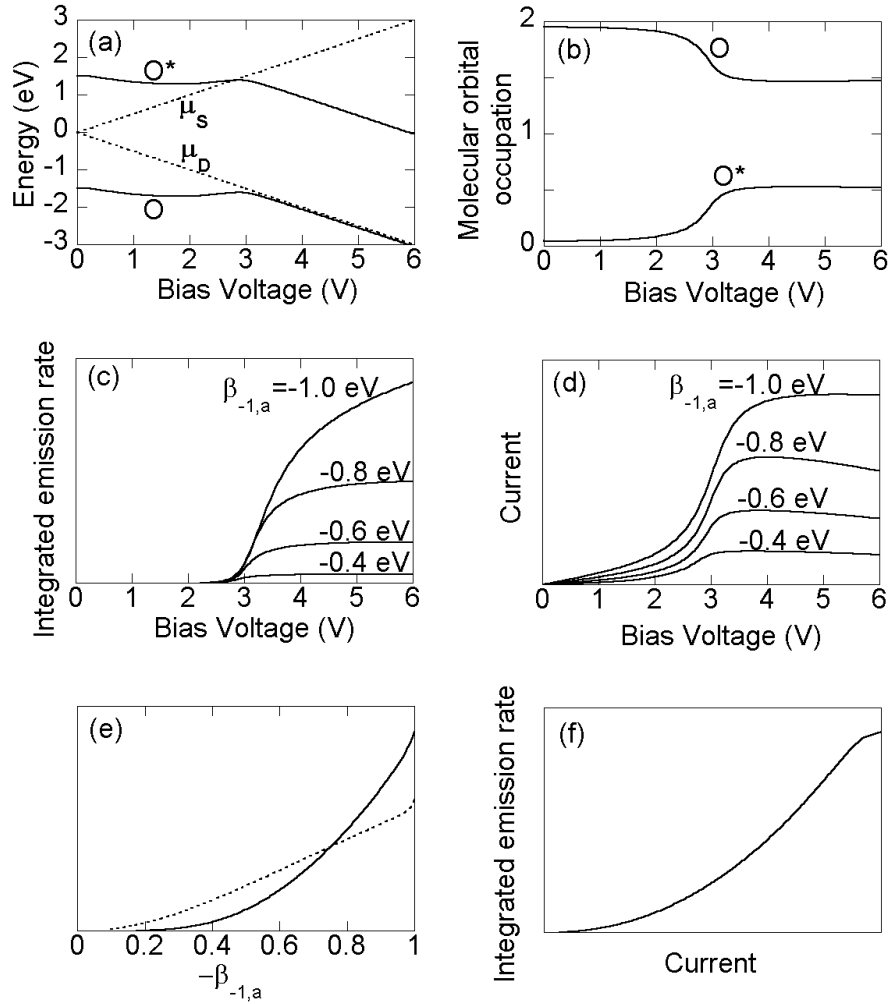 (a)
Energy (eV)
3
2
1
0
-1
-2
-3
O*
μS
μD
O
0 1 2 3 4 5 6
Bias Voltage (V)
(b)
Molecular orbital
occupation
2
1
0
O
O*
0 1 2 3 4 5 6
Bias Voltage (V)
(c)
Integrated emission rate
β-1,a=-1.0 eV
-0.8 eV
-0.6 eV
-0.4 eV
0 1 2 3 4 5 6
Bias Voltage (V)
(d)
Current
β-1,a=-1.0 eV
-0.8 eV
-0.6 eV
-0.4 eV
0 1 2 3 4 5 6
Bias Voltage (V)
(e)
0 0.2 0.4 0.6 0.8 1
-β-1,a
(f)
Integrated emission rate
Current